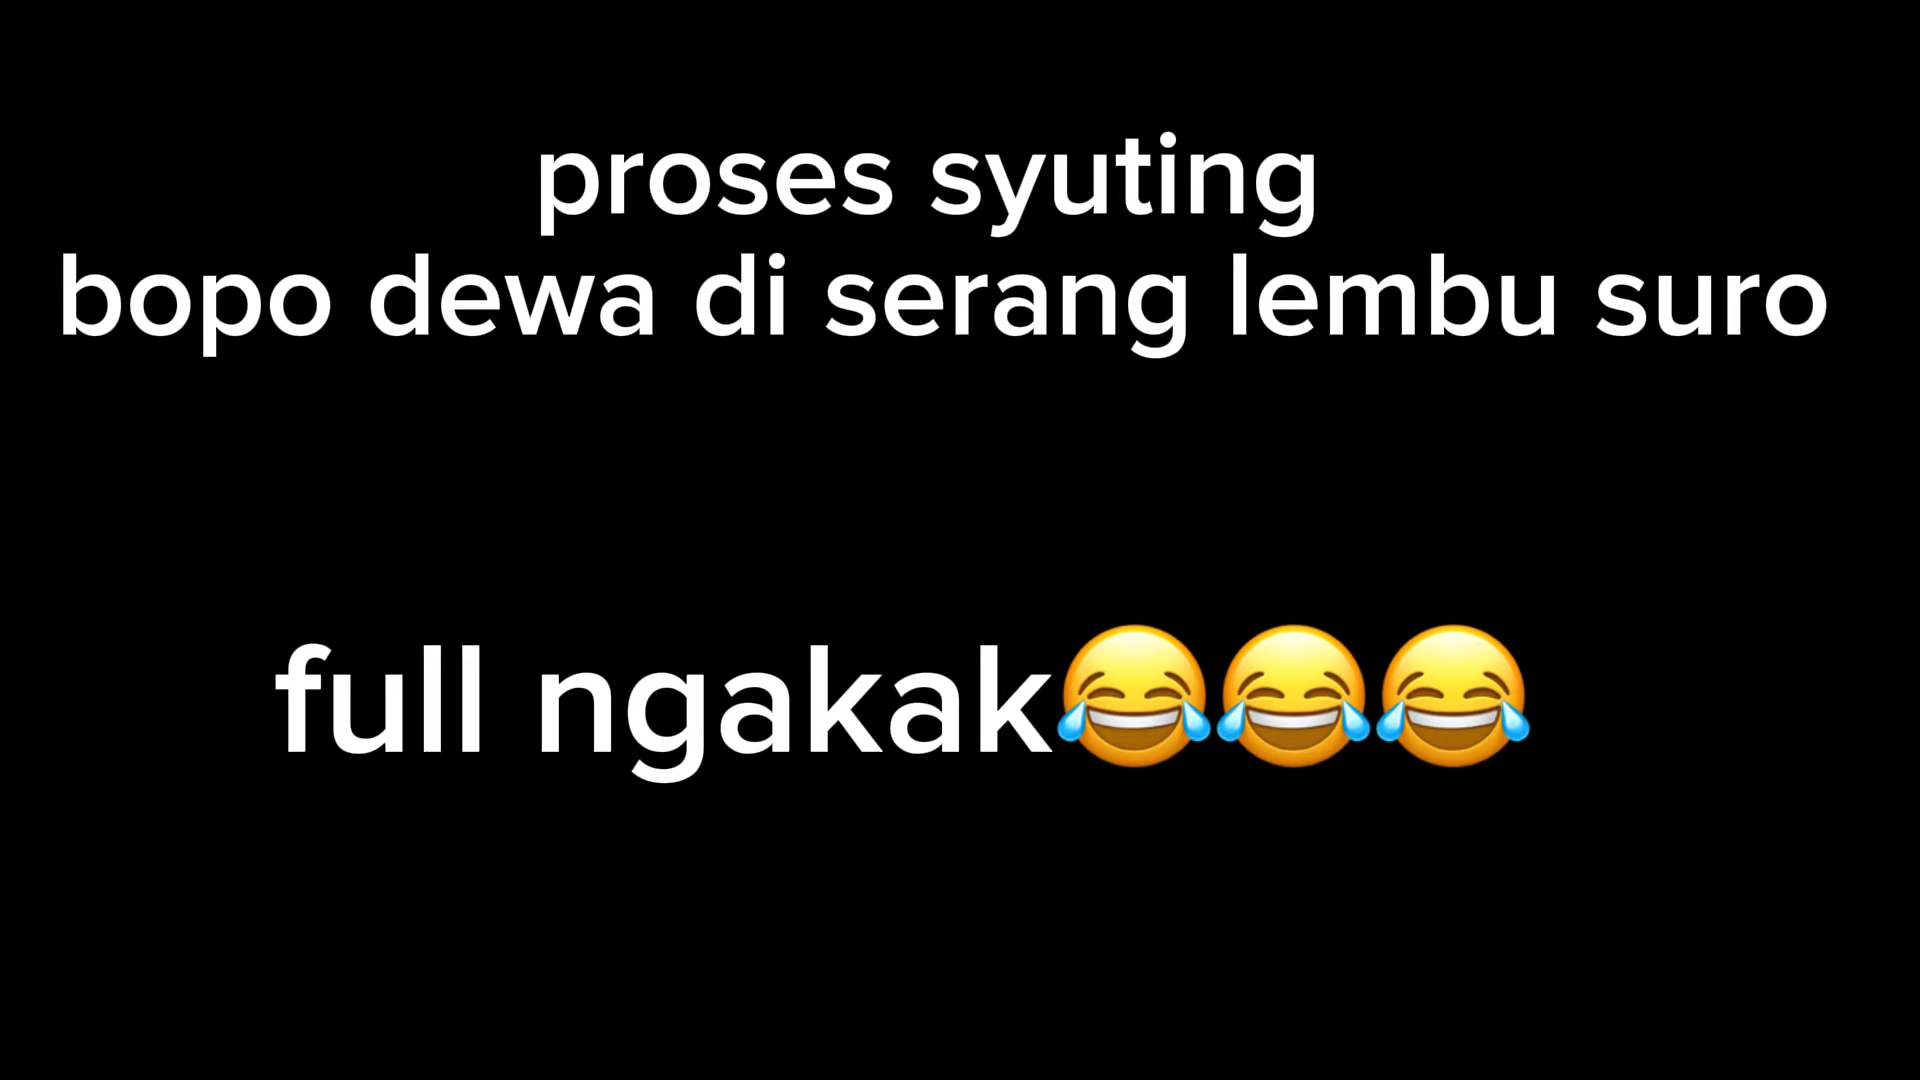 proses syuting
bopo dewa di serang lembu suro
full ngakak😂😂😂